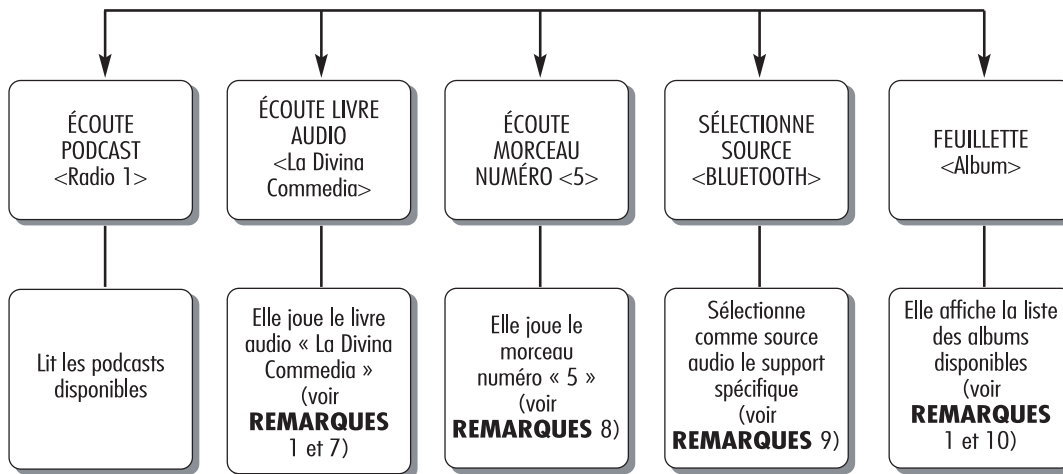 ÉCOUTE
PODCAST
<Radio 1>
ÉCOUTE LIVRE
AUDIO
<La Divina
Commedia>
ÉCOUTE
MORCEAU
NUMÉRO <5>
SÉLECTIONNE
SOURCE
<BLUETOOTH>
FEUILLETTE
<Album>
Lit les podcasts
disponibles
Elle joue le livre
audio « La Divina
Commedia »
(voir
REMARQUES
1 et 7)
Elle joue le
morceau
numéro « 5 »
(voir
REMARQUES 8)
Sélectionne
comme source
audio le support
spécifique
(voir
REMARQUES 9)
Elle affiche la liste
des albums
disponibles
(voir
REMARQUES
1 et 10)